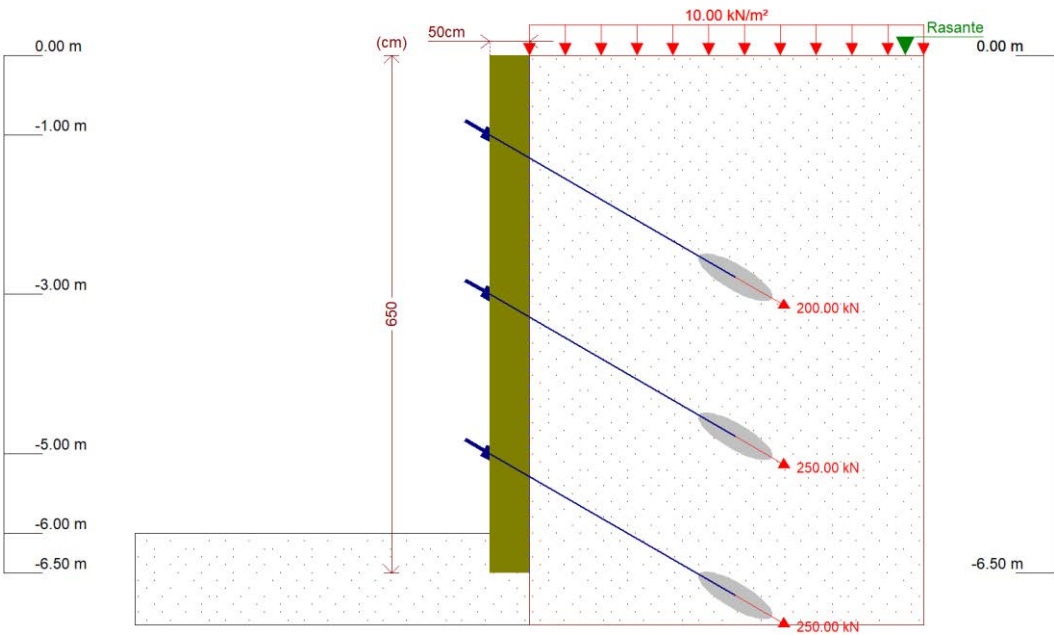 10.00 kN/m²
Rasante
50cm
(cm)
0.00 m
0.00 m
-1.00 m
-3.00 m
200.00 kN
650
-5.00 m
250.00 kN
-6.00 m
-6.50 m
-6.50 m
250.00 kN